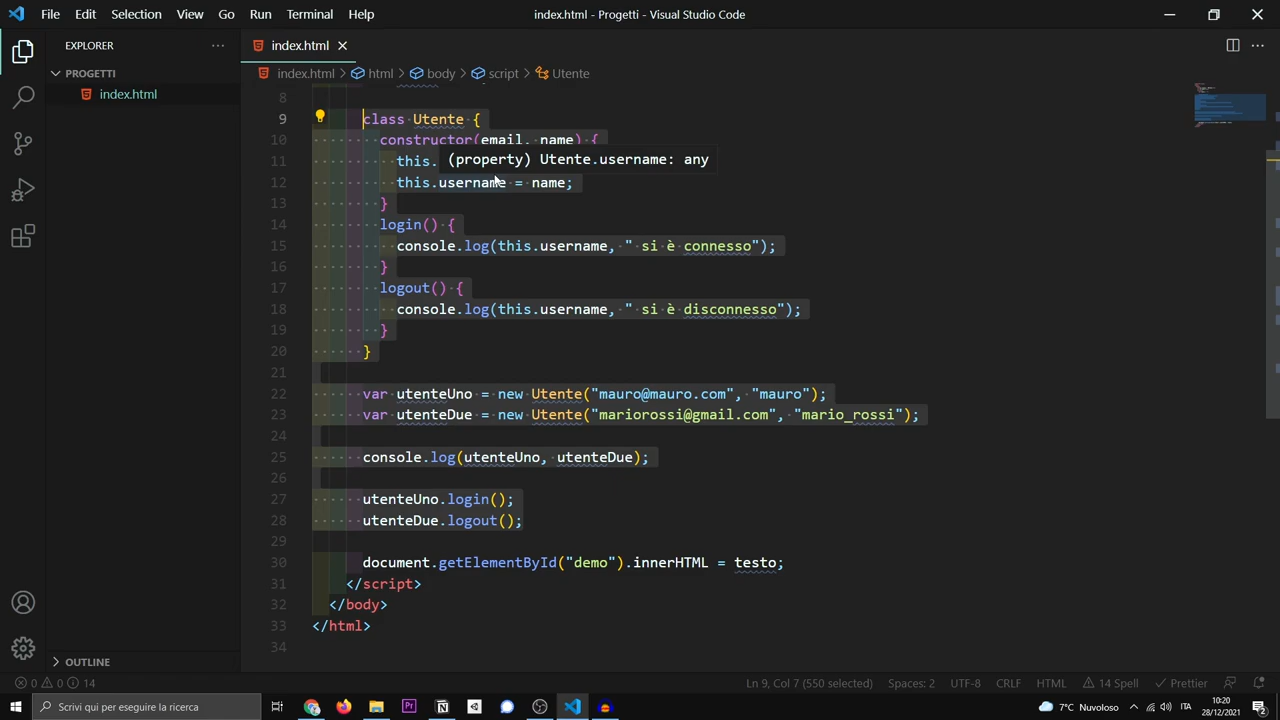 File Edit Selection View Go Run Terminal Help
index.html - Progetti - Visual Studio Code
EXPLORER
PROGETTI
index.html
index.html
index.html > html > body > script > Utente
8
9 class Utente {
10 constructor(email, name) {
11 this.
(property) Utente.username: any
12 this.username = name;
13 }
14 login() {
15 console.log(this.username, " si è connesso");
16 }
17 logout() {
18 console.log(this.username, " si è disconnesso");
19 }
20 }
21
22 var utenteUno = new Utente("mauro@mauro.com", "mauro");
23 var utenteDue = new Utente("mariorossi@gmail.com", "mario_rossi");
24
25 console.log(utenteUno, utenteDue);
26
27 utenteUno.login();
28 utenteDue.logout();
29
30 document.getElementById("demo").innerHTML = testo;
31 </script>
32 </body>
33 </html>
34
OUTLINE
0 0 14
Ln 9, Col 7 (550 selected) Spaces: 2 UTF-8 CRLF HTML 14 Spell Prettier
Scrivi qui per eseguire la ricerca
7°C Nuvoloso
10:20
28/12/2021
2